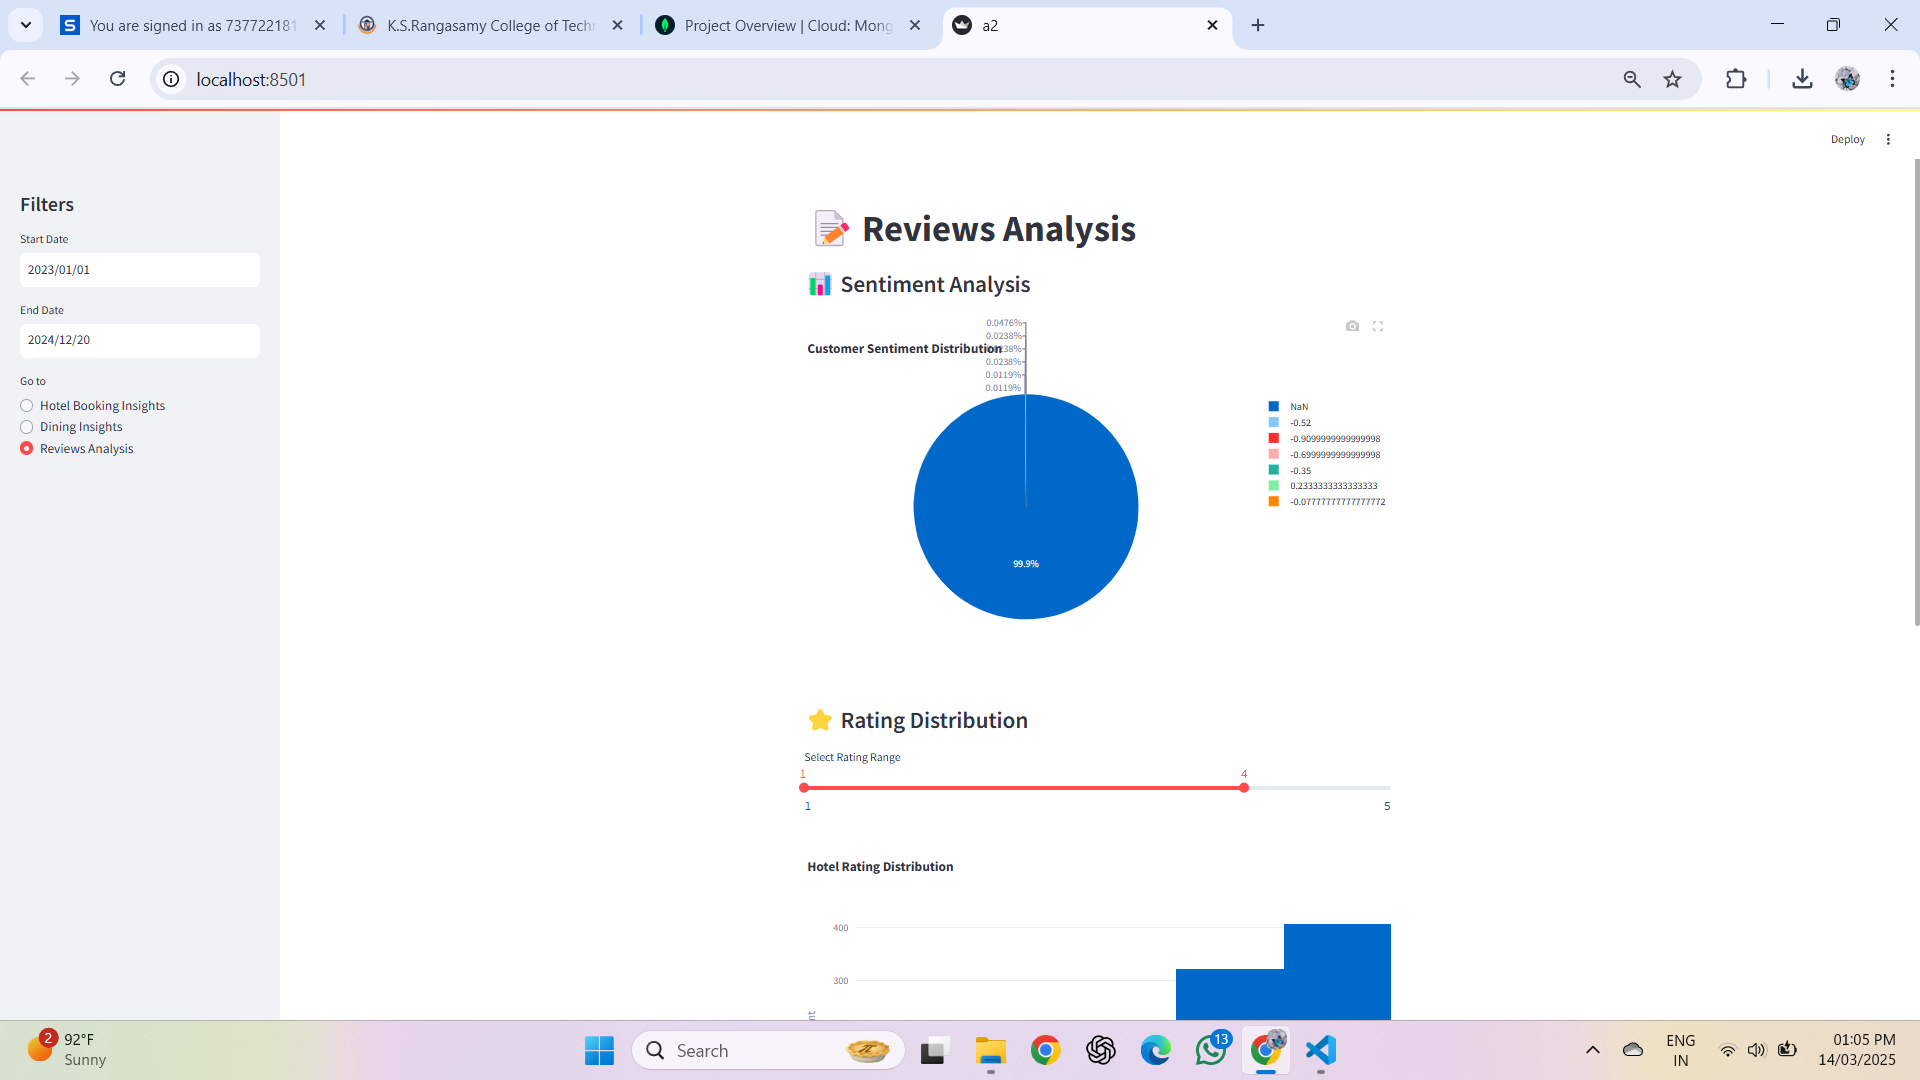 You are signed in as 737722181
K.S.Rangasamy College of Techn
Project Overview | Cloud: Mong
a2
localhost:8501
Deploy
Filters
Start Date
2023/01/01
End Date
2024/12/20
Go to
Hotel Booking Insights
Dining Insights
Reviews Analysis
Reviews Analysis
Sentiment Analysis
Customer Sentiment Distribution
0.0476%
0.0238%
0.0238%
0.0238%
0.0119%
0.0119%
99.9%
NaN
-0.52
-0.9099999999999998
-0.6999999999999998
-0.35
0.2333333333333333
-0.07777777777777772
Rating Distribution
Select Rating Range
1 4
1 5
Hotel Rating Distribution
400
300
2
92°F
Sunny
Search
13
ENG
IN
01:05 PM
14/03/2025